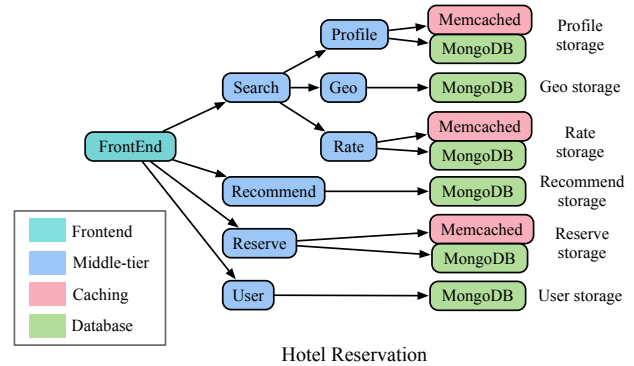 Profile
Memcached
MongoDB
Profile
storage
Search
Geo
MongoDB
Geo storage
FrontEnd
Rate
Memcached
MongoDB
Rate
storage
Recommend
MongoDB
Recommend
storage
Reserve
Memcached
MongoDB
Reserve
storage
User
MongoDB
User storage
Frontend
Middle-tier
Caching
Database
Hotel Reservation